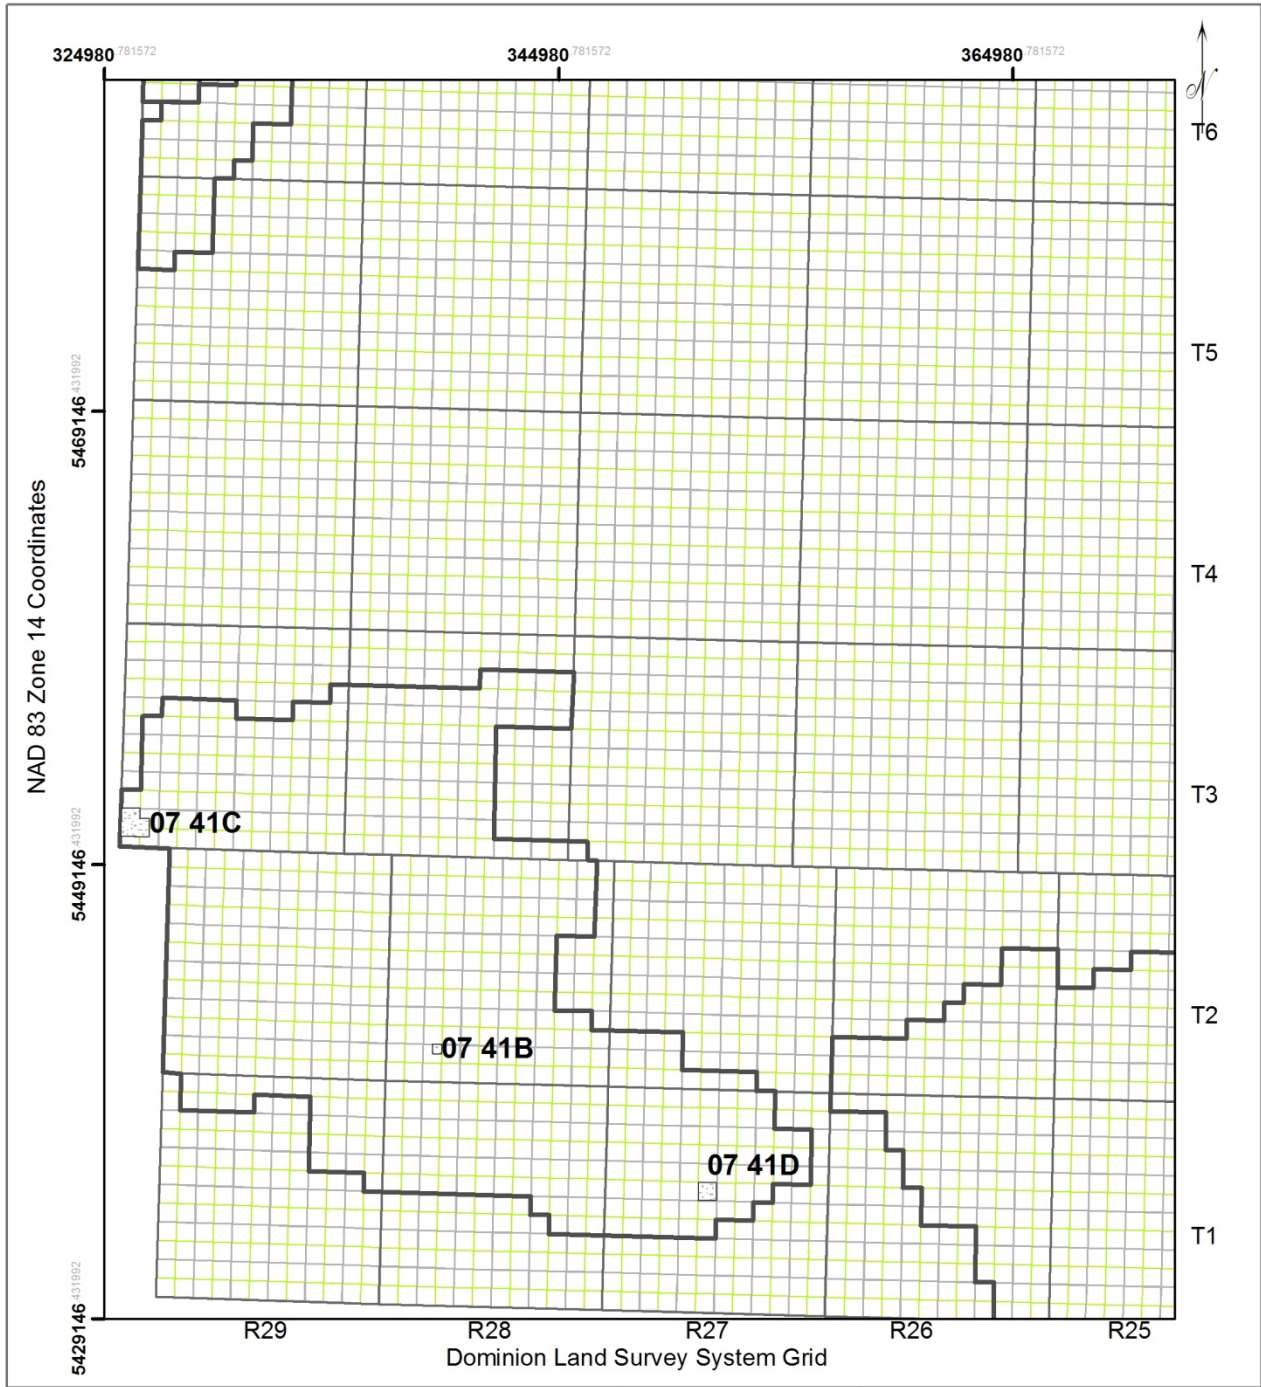 324980.781572 344980.781572 364980.781572
N
T6
T5
5469146.431992
T4
NAD 83 Zone 14 Coordinates
T3
07 41C
5449146.431992
T2
07 41B
07 41D
T1
5429146.431992
R29 R28 R27 R26 R25
Dominion Land Survey System Grid